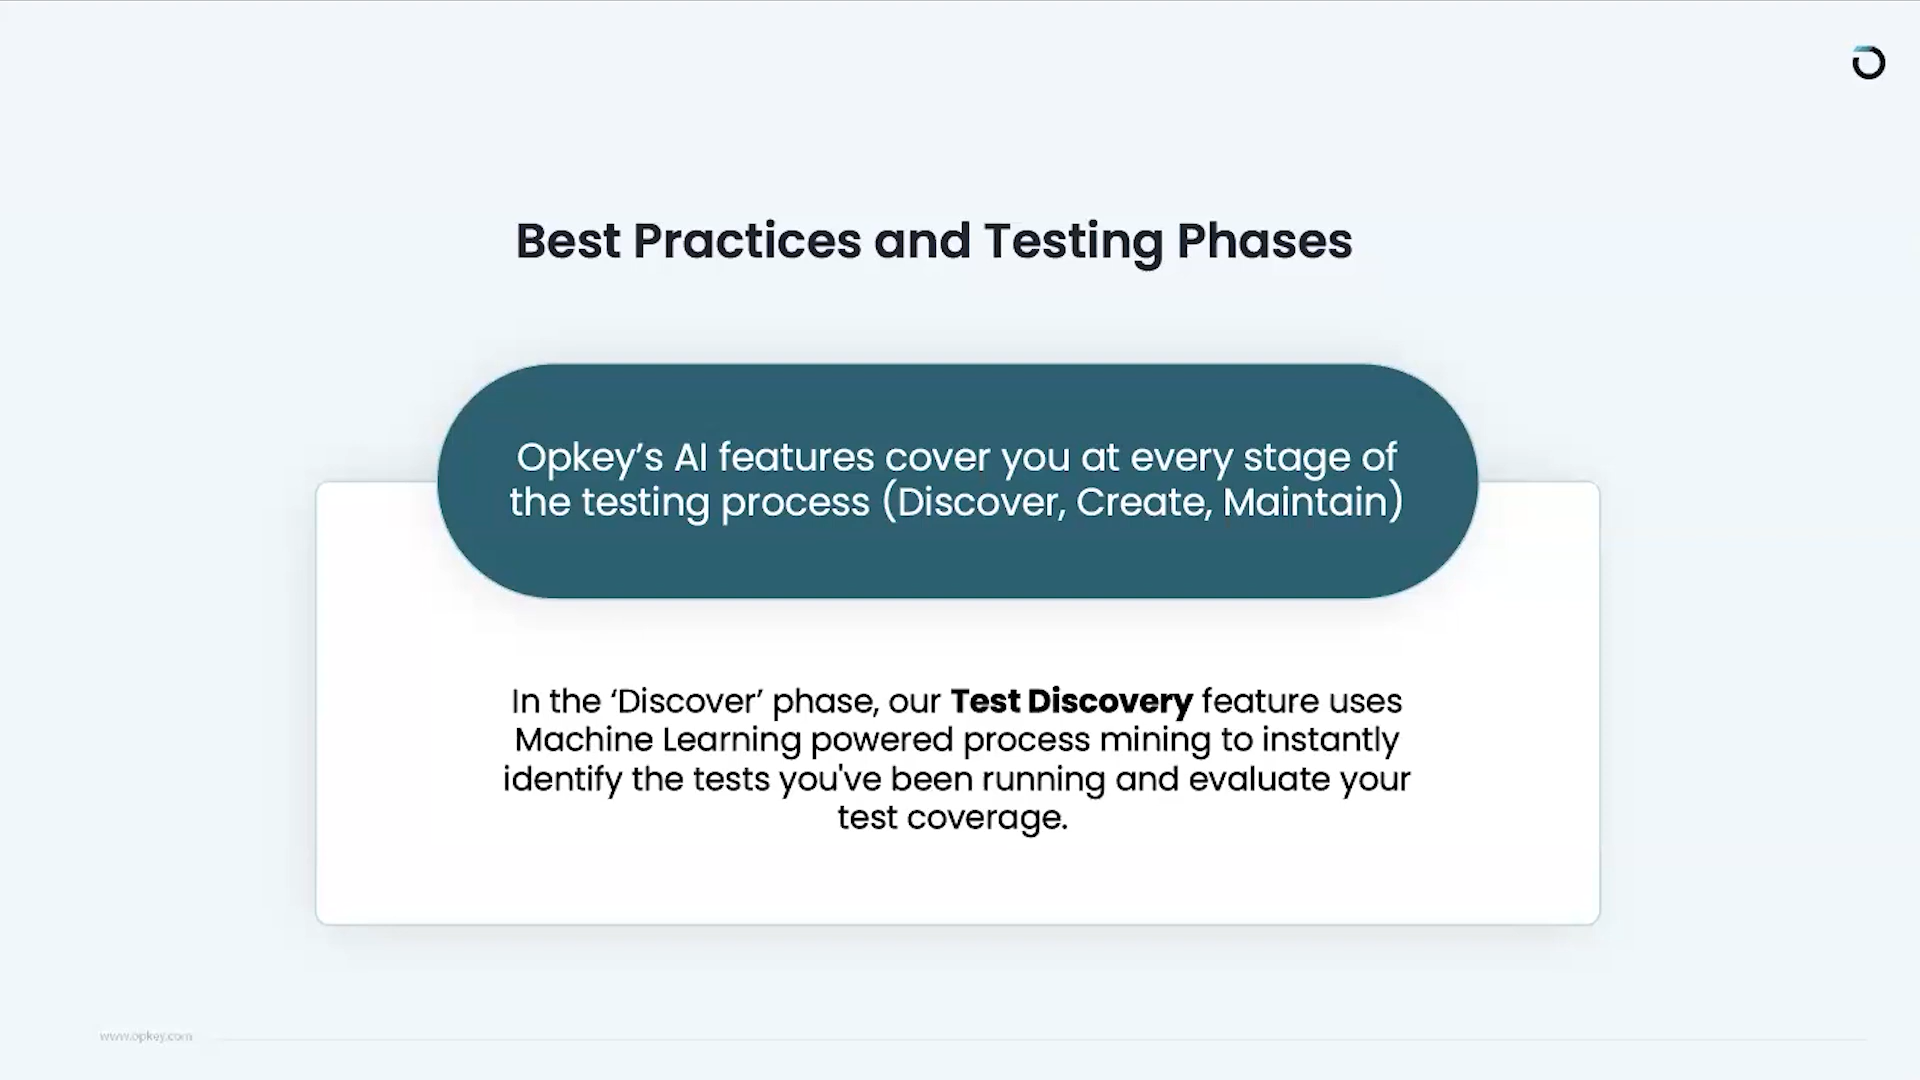 Best Practices and Testing Phases
Opkey’s AI features cover you at every stage of
the testing process (Discover, Create, Maintain)
In the ‘Discover’ phase, our Test Discovery feature uses
Machine Learning powered process mining to instantly
identify the tests you've been running and evaluate your
test coverage.
www.opkey.com